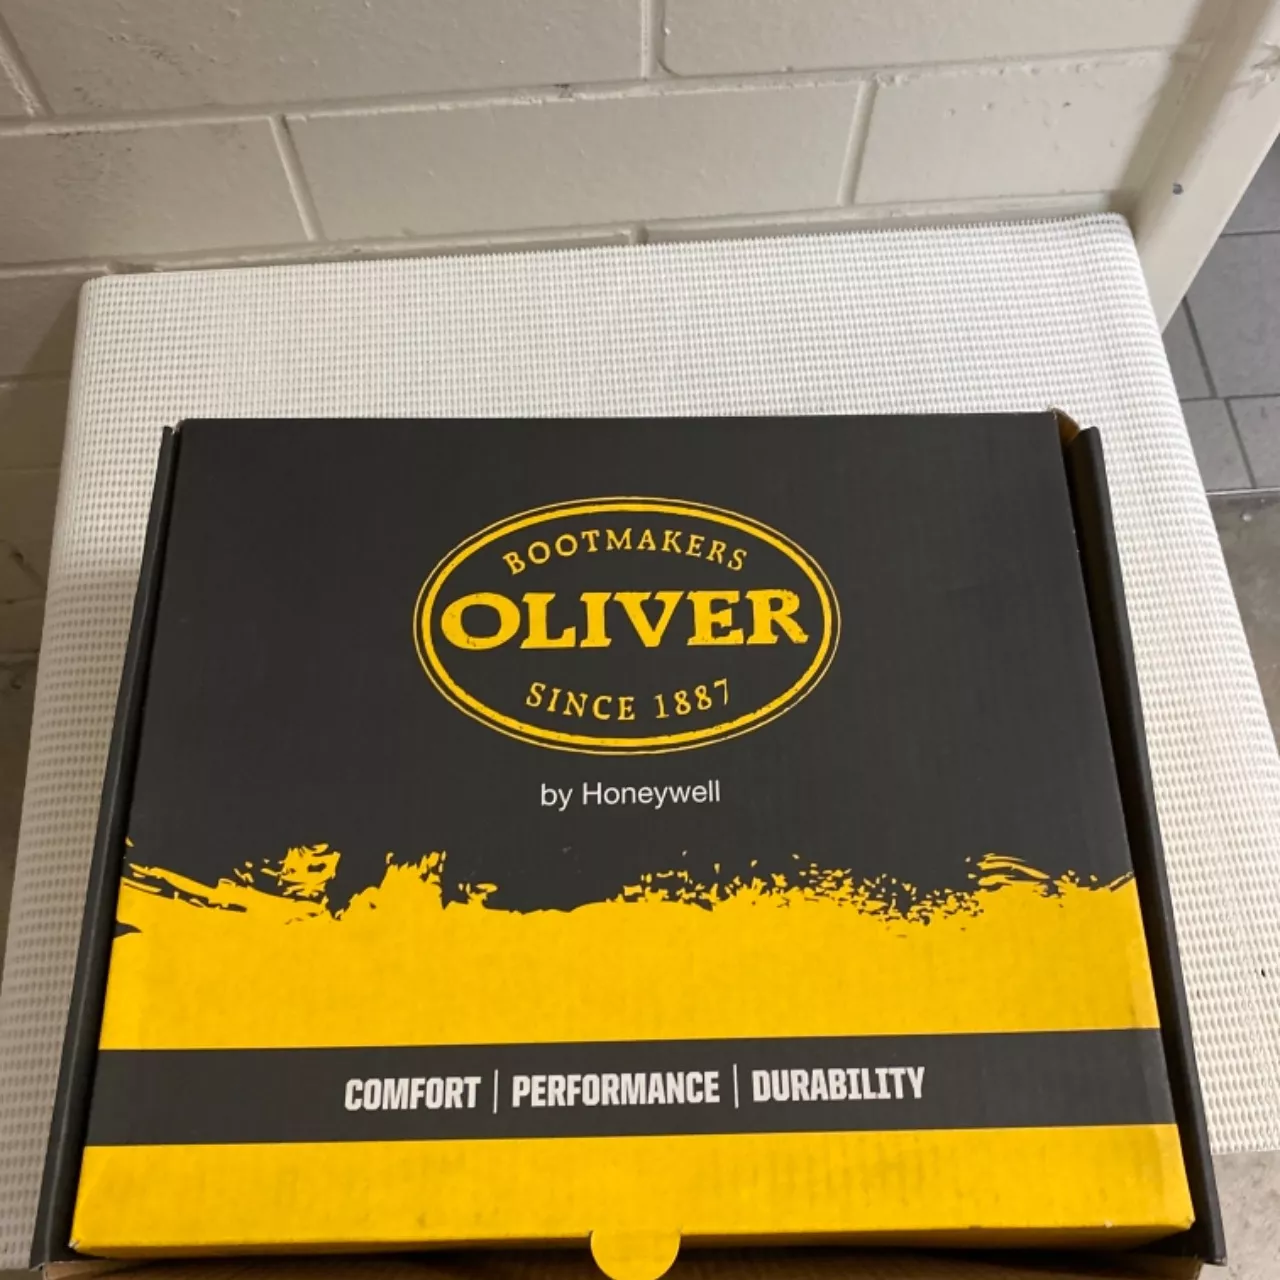 BOOTMAKERS
OLIVER
SINCE 1887
by Honeywell
COMFORT | PERFORMANCE | DURABILITY